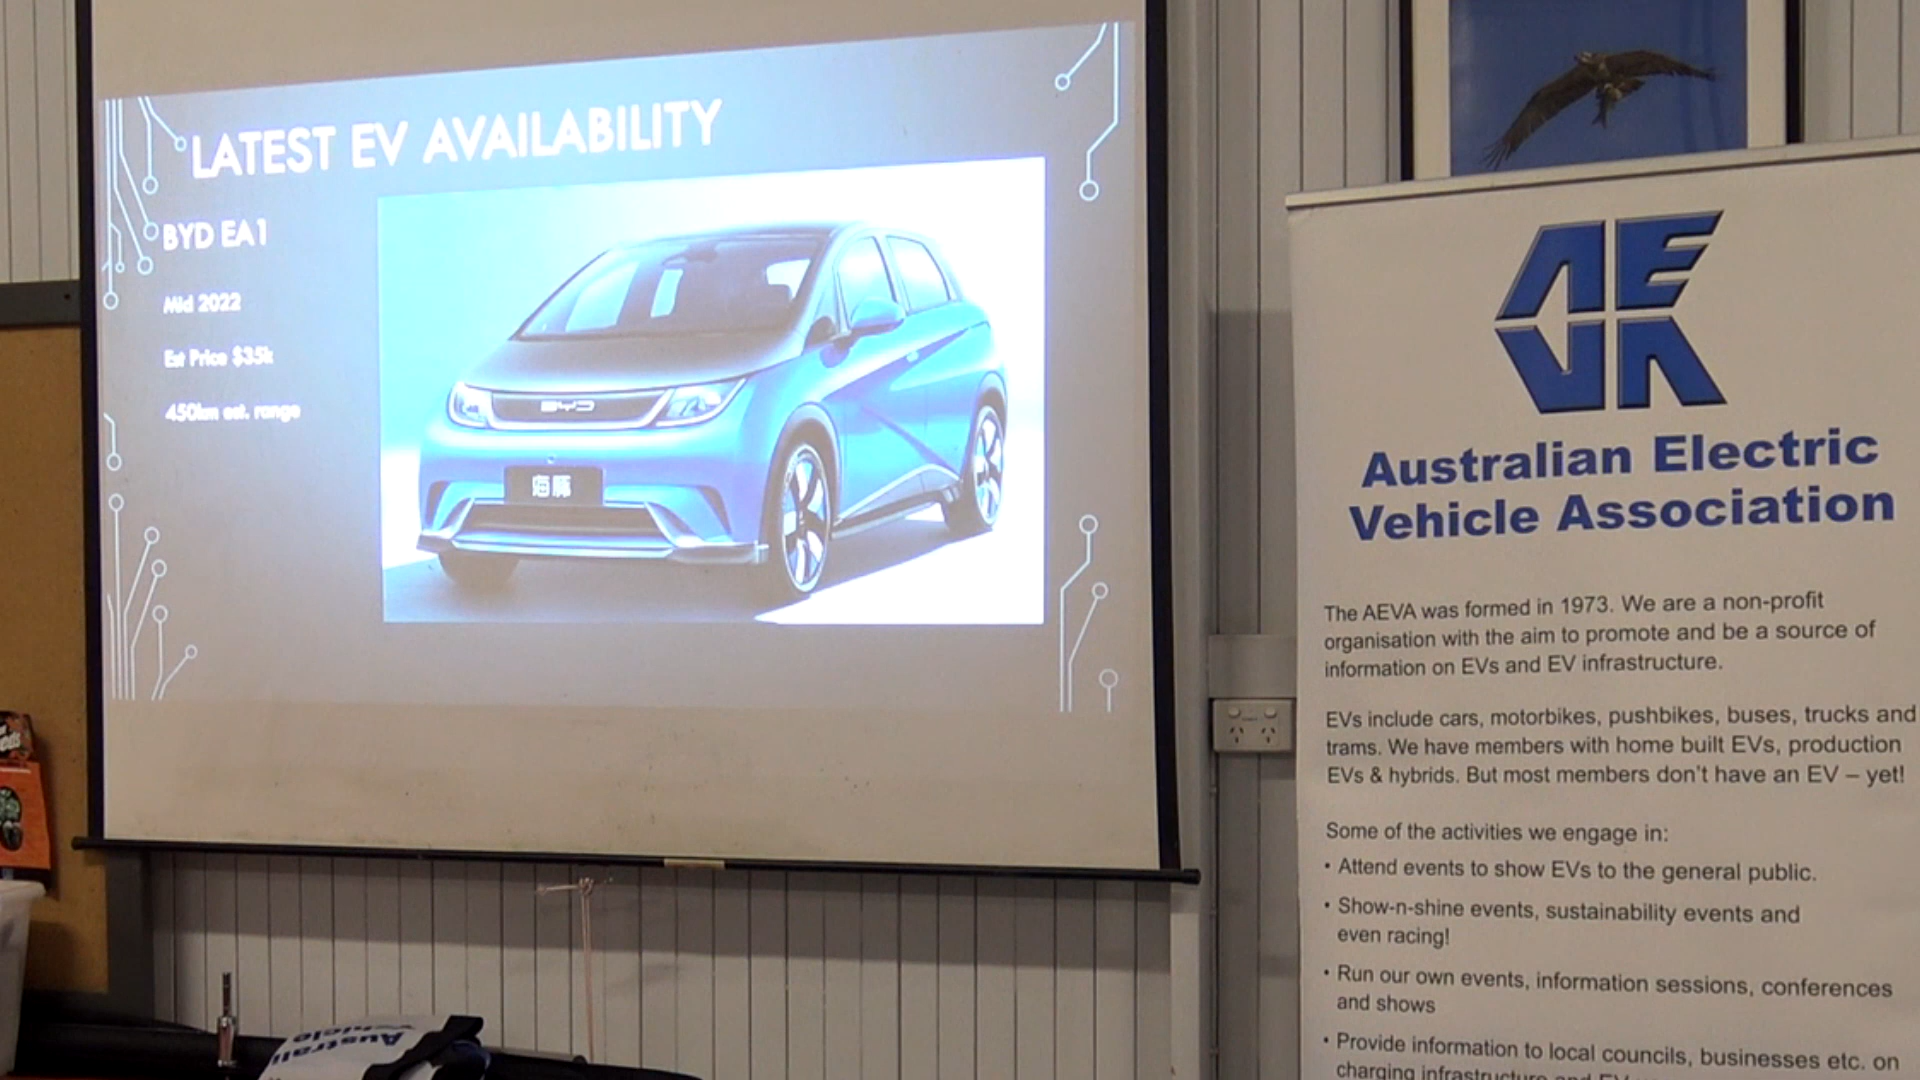 LATEST EV AVAILABILITY
BYD EA1
Mid 2022
Est Price $35k
450km est. range
BYD
海豚
Australian Electric
Vehicle Association
The AEVA was formed in 1973. We are a non-profit
organisation with the aim to promote and be a source of
information on EVs and EV infrastructure.
EVs include cars, motorbikes, pushbikes, buses, trucks and
trams. We have members with home built EVs, production
EVs & hybrids. But most members don't have an EV – yet!
Some of the activities we engage in:
• Attend events to show EVs to the general public.
• Show-n-shine events, sustainability events and
even racing!
• Run our own events, information sessions, conferences
and shows
• Provide information to local councils, businesses etc. on
charging infrastructure and EV
Australi
Vehicle